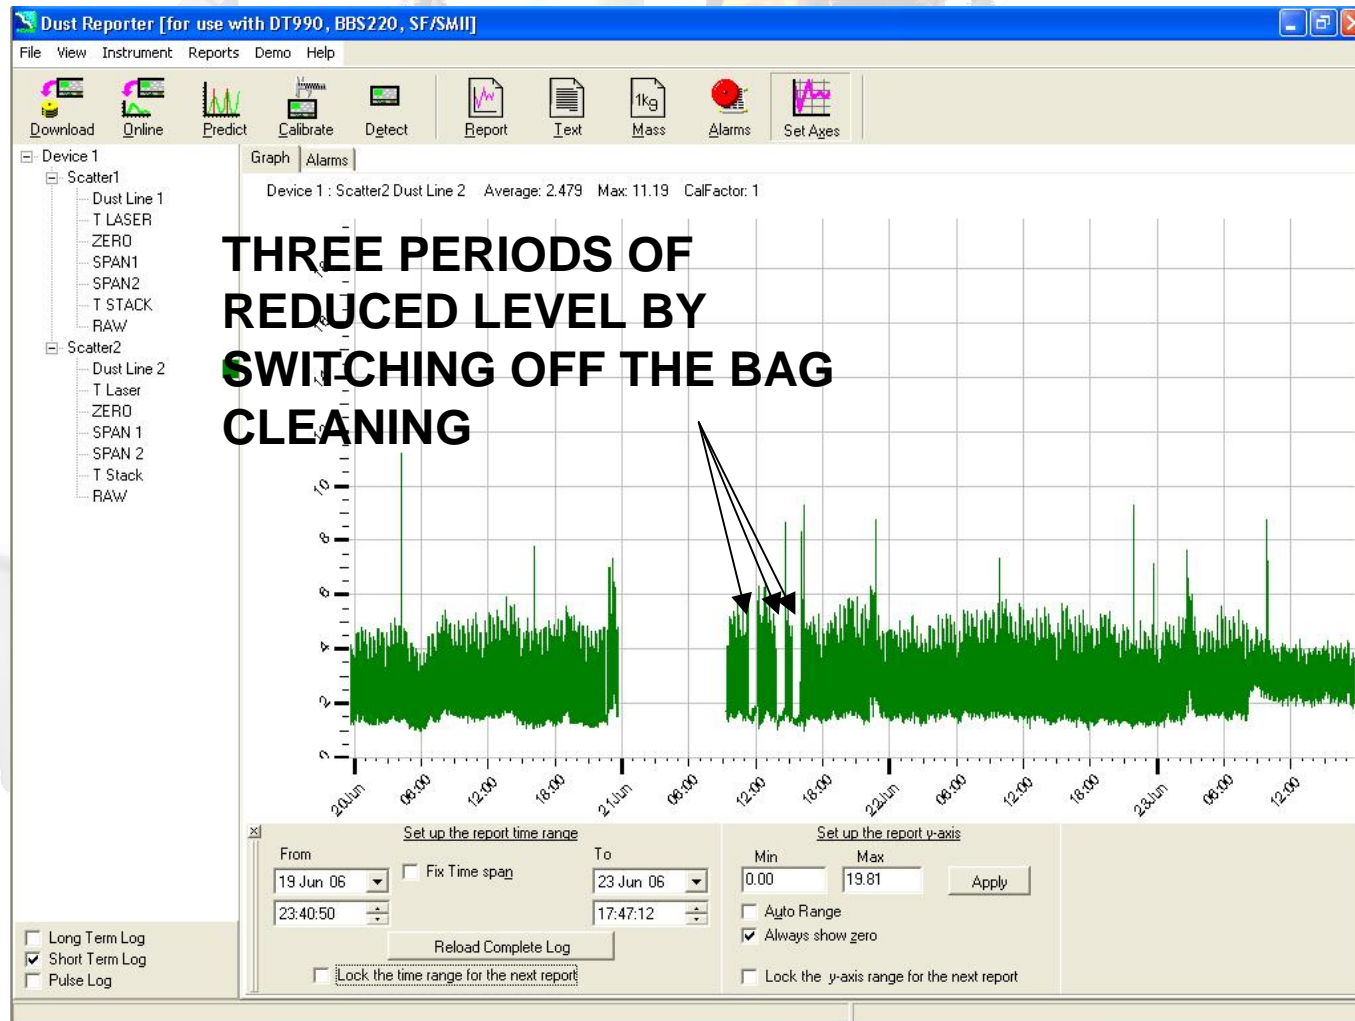 Dust Reporter [for use with DT990, BBS220, SF/SMII]
File View Instrument Reports Demo Help
Download Online Predict Calibrate Detect Report Text 1kg Mass Alarms Set Axes
Device 1
Scatter1
Dust Line 1
T LASER
ZERO
SPAN1
SPAN2
T STACK
RAW
Scatter2
Dust Line 2
T Laser
ZERO
SPAN 1
SPAN 2
T Stack
RAW
Graph Alarms
Device 1 : Scatter2 Dust Line 2 Average: 2.479 Max: 11.19 CalFactor: 1
THREE PERIODS OF
REDUCED LEVEL BY
SWITCHING OFF THE BAG
CLEANING
10
8
6
4
2
0
20Jun 06:00 12:00 18:00 21Jun 06:00 12:00 18:00 22Jun 06:00 12:00 18:00 23Jun 06:00 12:00
Set up the report time range
From To
19 Jun 06 Fix Time span 23 Jun 06
23:40:50 17:47:12
Reload Complete Log
Lock the time range for the next report
Set up the report y-axis
Min Max
0.00 19.81 Apply
Auto Range
Always show zero
Lock the y-axis range for the next report
Long Term Log
Short Term Log
Pulse Log